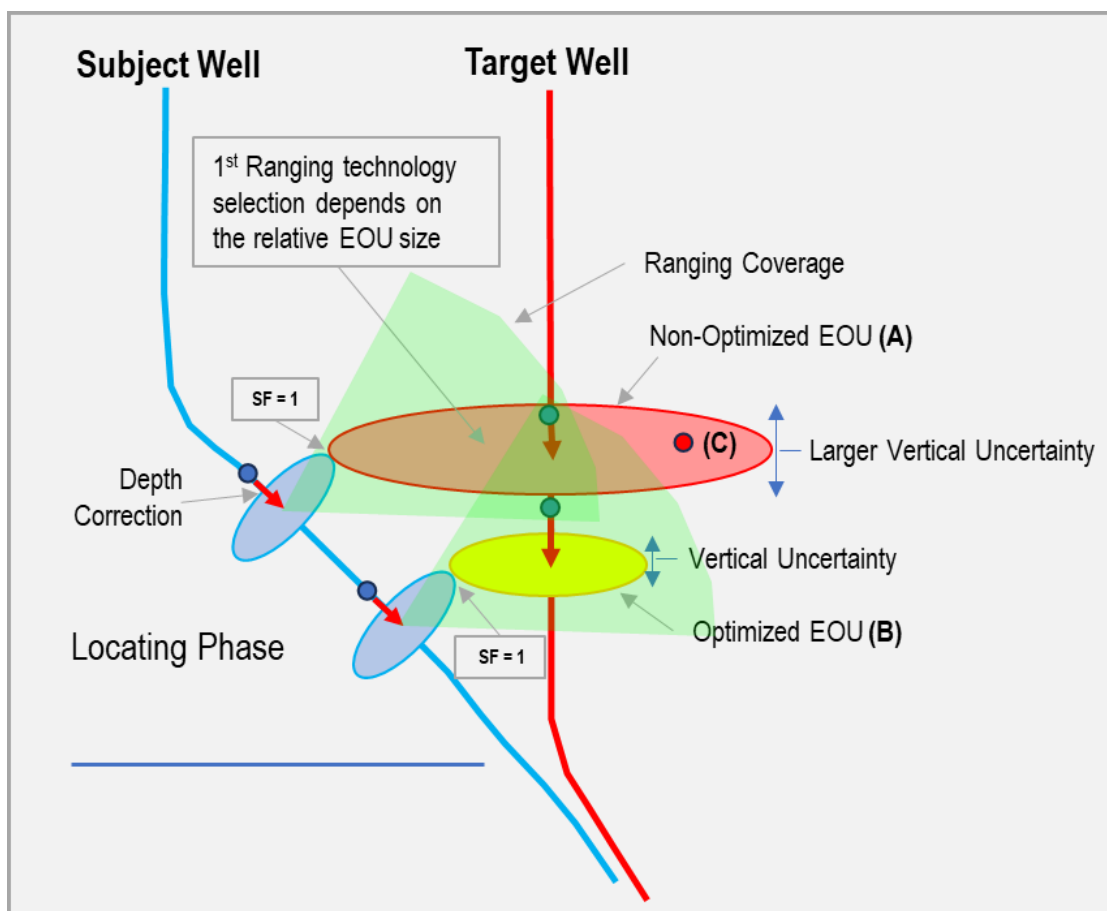 Subject Well
Target Well
1st Ranging technology
selection depends on
the relative EOU size
Ranging Coverage
Non-Optimized EOU (A)
SF = 1
(C)
Larger Vertical Uncertainty
Depth
Correction
Vertical Uncertainty
Optimized EOU (B)
Locating Phase
SF = 1